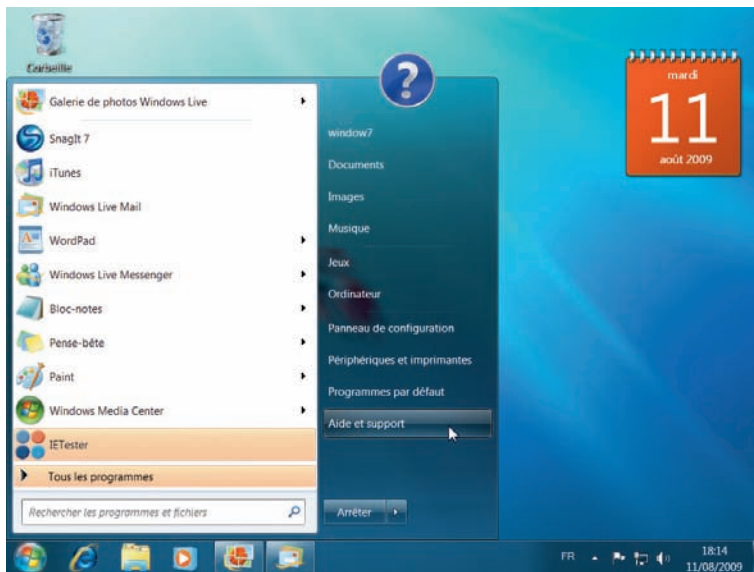 Corbeille
mardi
11
août 2009
Galerie de photos Windows Live
SnagIt 7
iTunes
Windows Live Mail
WordPad
Windows Live Messenger
Bloc-notes
Pense-bête
Paint
Windows Media Center
IETester
Tous les programmes
Rechercher les programmes et fichiers
?
window7
Documents
Images
Musique
Jeux
Ordinateur
Panneau de configuration
Périphériques et imprimantes
Programmes par défaut
Aide et support
Arrêter
FR
18:14
11/08/2009